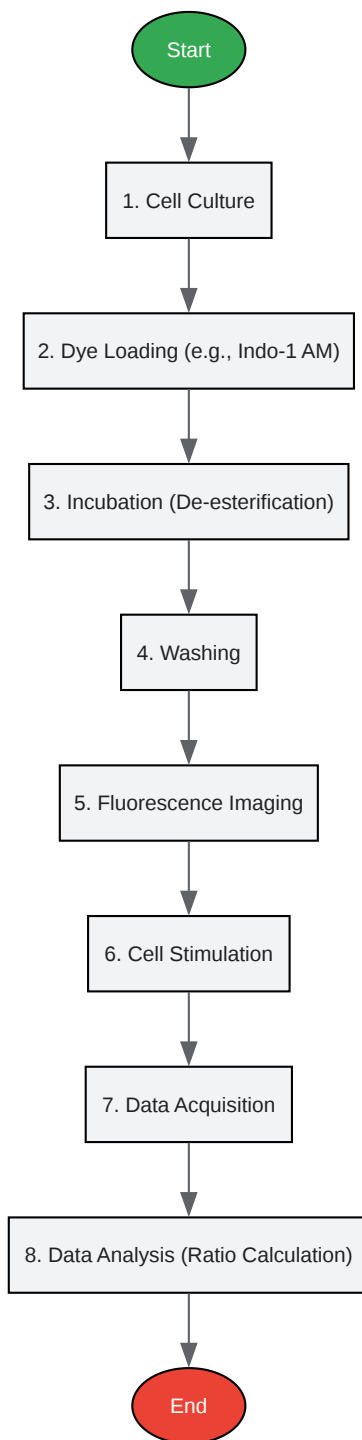 Start
1. Cell Culture
2. Dye Loading (e.g., Indo-1 AM)
3. Incubation (De-esterification)
4. Washing
5. Fluorescence Imaging
6. Cell Stimulation
7. Data Acquisition
8. Data Analysis (Ratio Calculation)
End